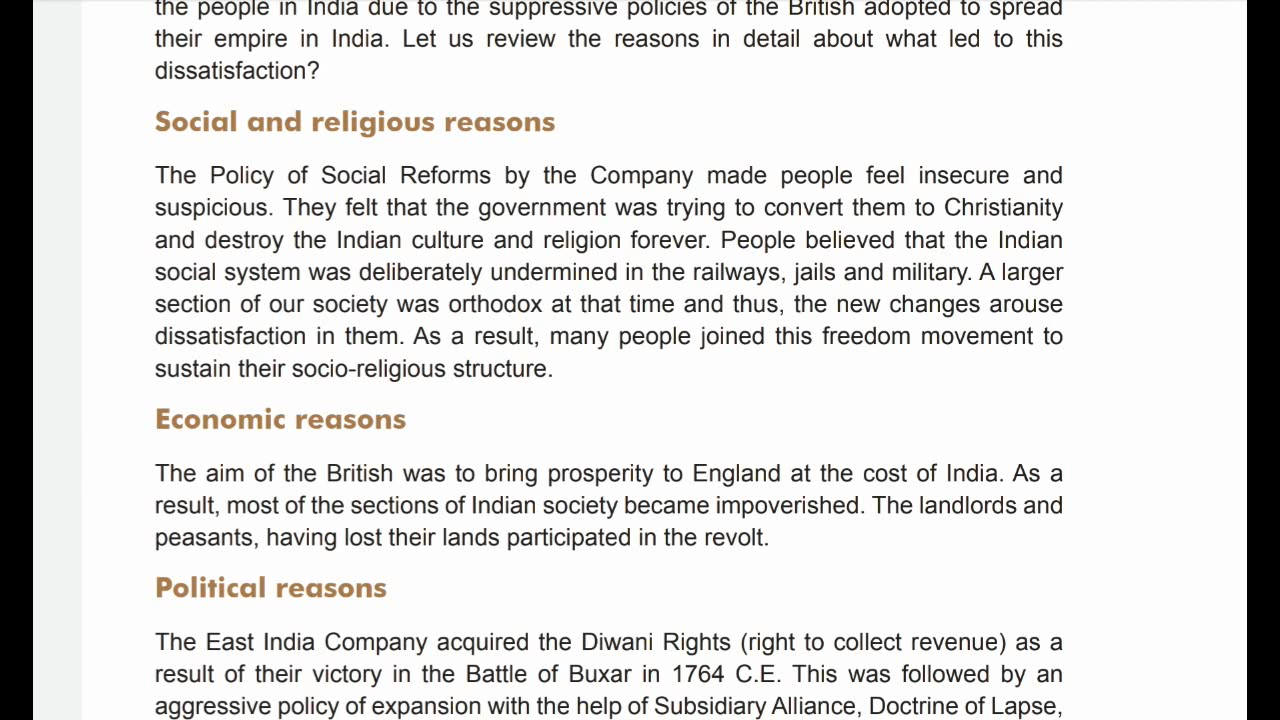 the people in India due to the suppressive policies of the British adopted to spread
their empire in India. Let us review the reasons in detail about what led to this
dissatisfaction?
Social and religious reasons
The Policy of Social Reforms by the Company made people feel insecure and
suspicious. They felt that the government was trying to convert them to Christianity
and destroy the Indian culture and religion forever. People believed that the Indian
social system was deliberately undermined in the railways, jails and military. A larger
section of our society was orthodox at that time and thus, the new changes arouse
dissatisfaction in them. As a result, many people joined this freedom movement to
sustain their socio-religious structure.
Economic reasons
The aim of the British was to bring prosperity to England at the cost of India. As a
result, most of the sections of Indian society became impoverished. The landlords and
peasants, having lost their lands participated in the revolt.
Political reasons
The East India Company acquired the Diwani Rights (right to collect revenue) as a
result of their victory in the Battle of Buxar in 1764 C.E. This was followed by an
aggressive policy of expansion with the help of Subsidiary Alliance, Doctrine of Lapse,